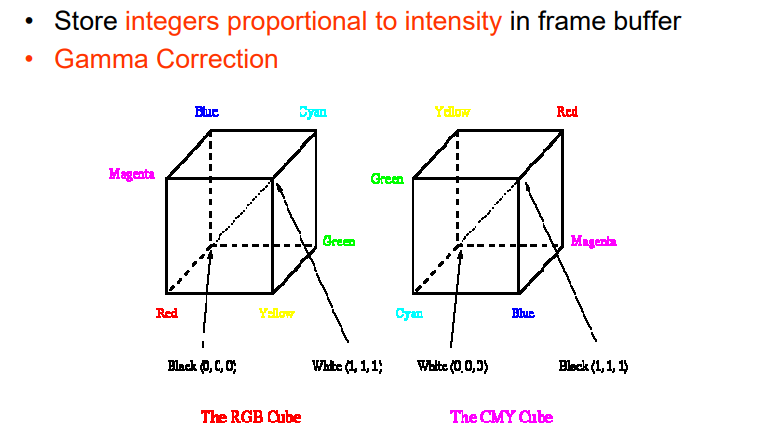 • Store integers proportional to intensity in frame buffer
• Gamma Correction
Blue Cyan Yellow Red
Magenta Green
Green Magenta
Red Yellow Cyan Blue
Black (0, 0, 0) White (1, 1, 1) White (0, 0, 0) Black (1, 1, 1)
The RGB Cube The CMY Cube